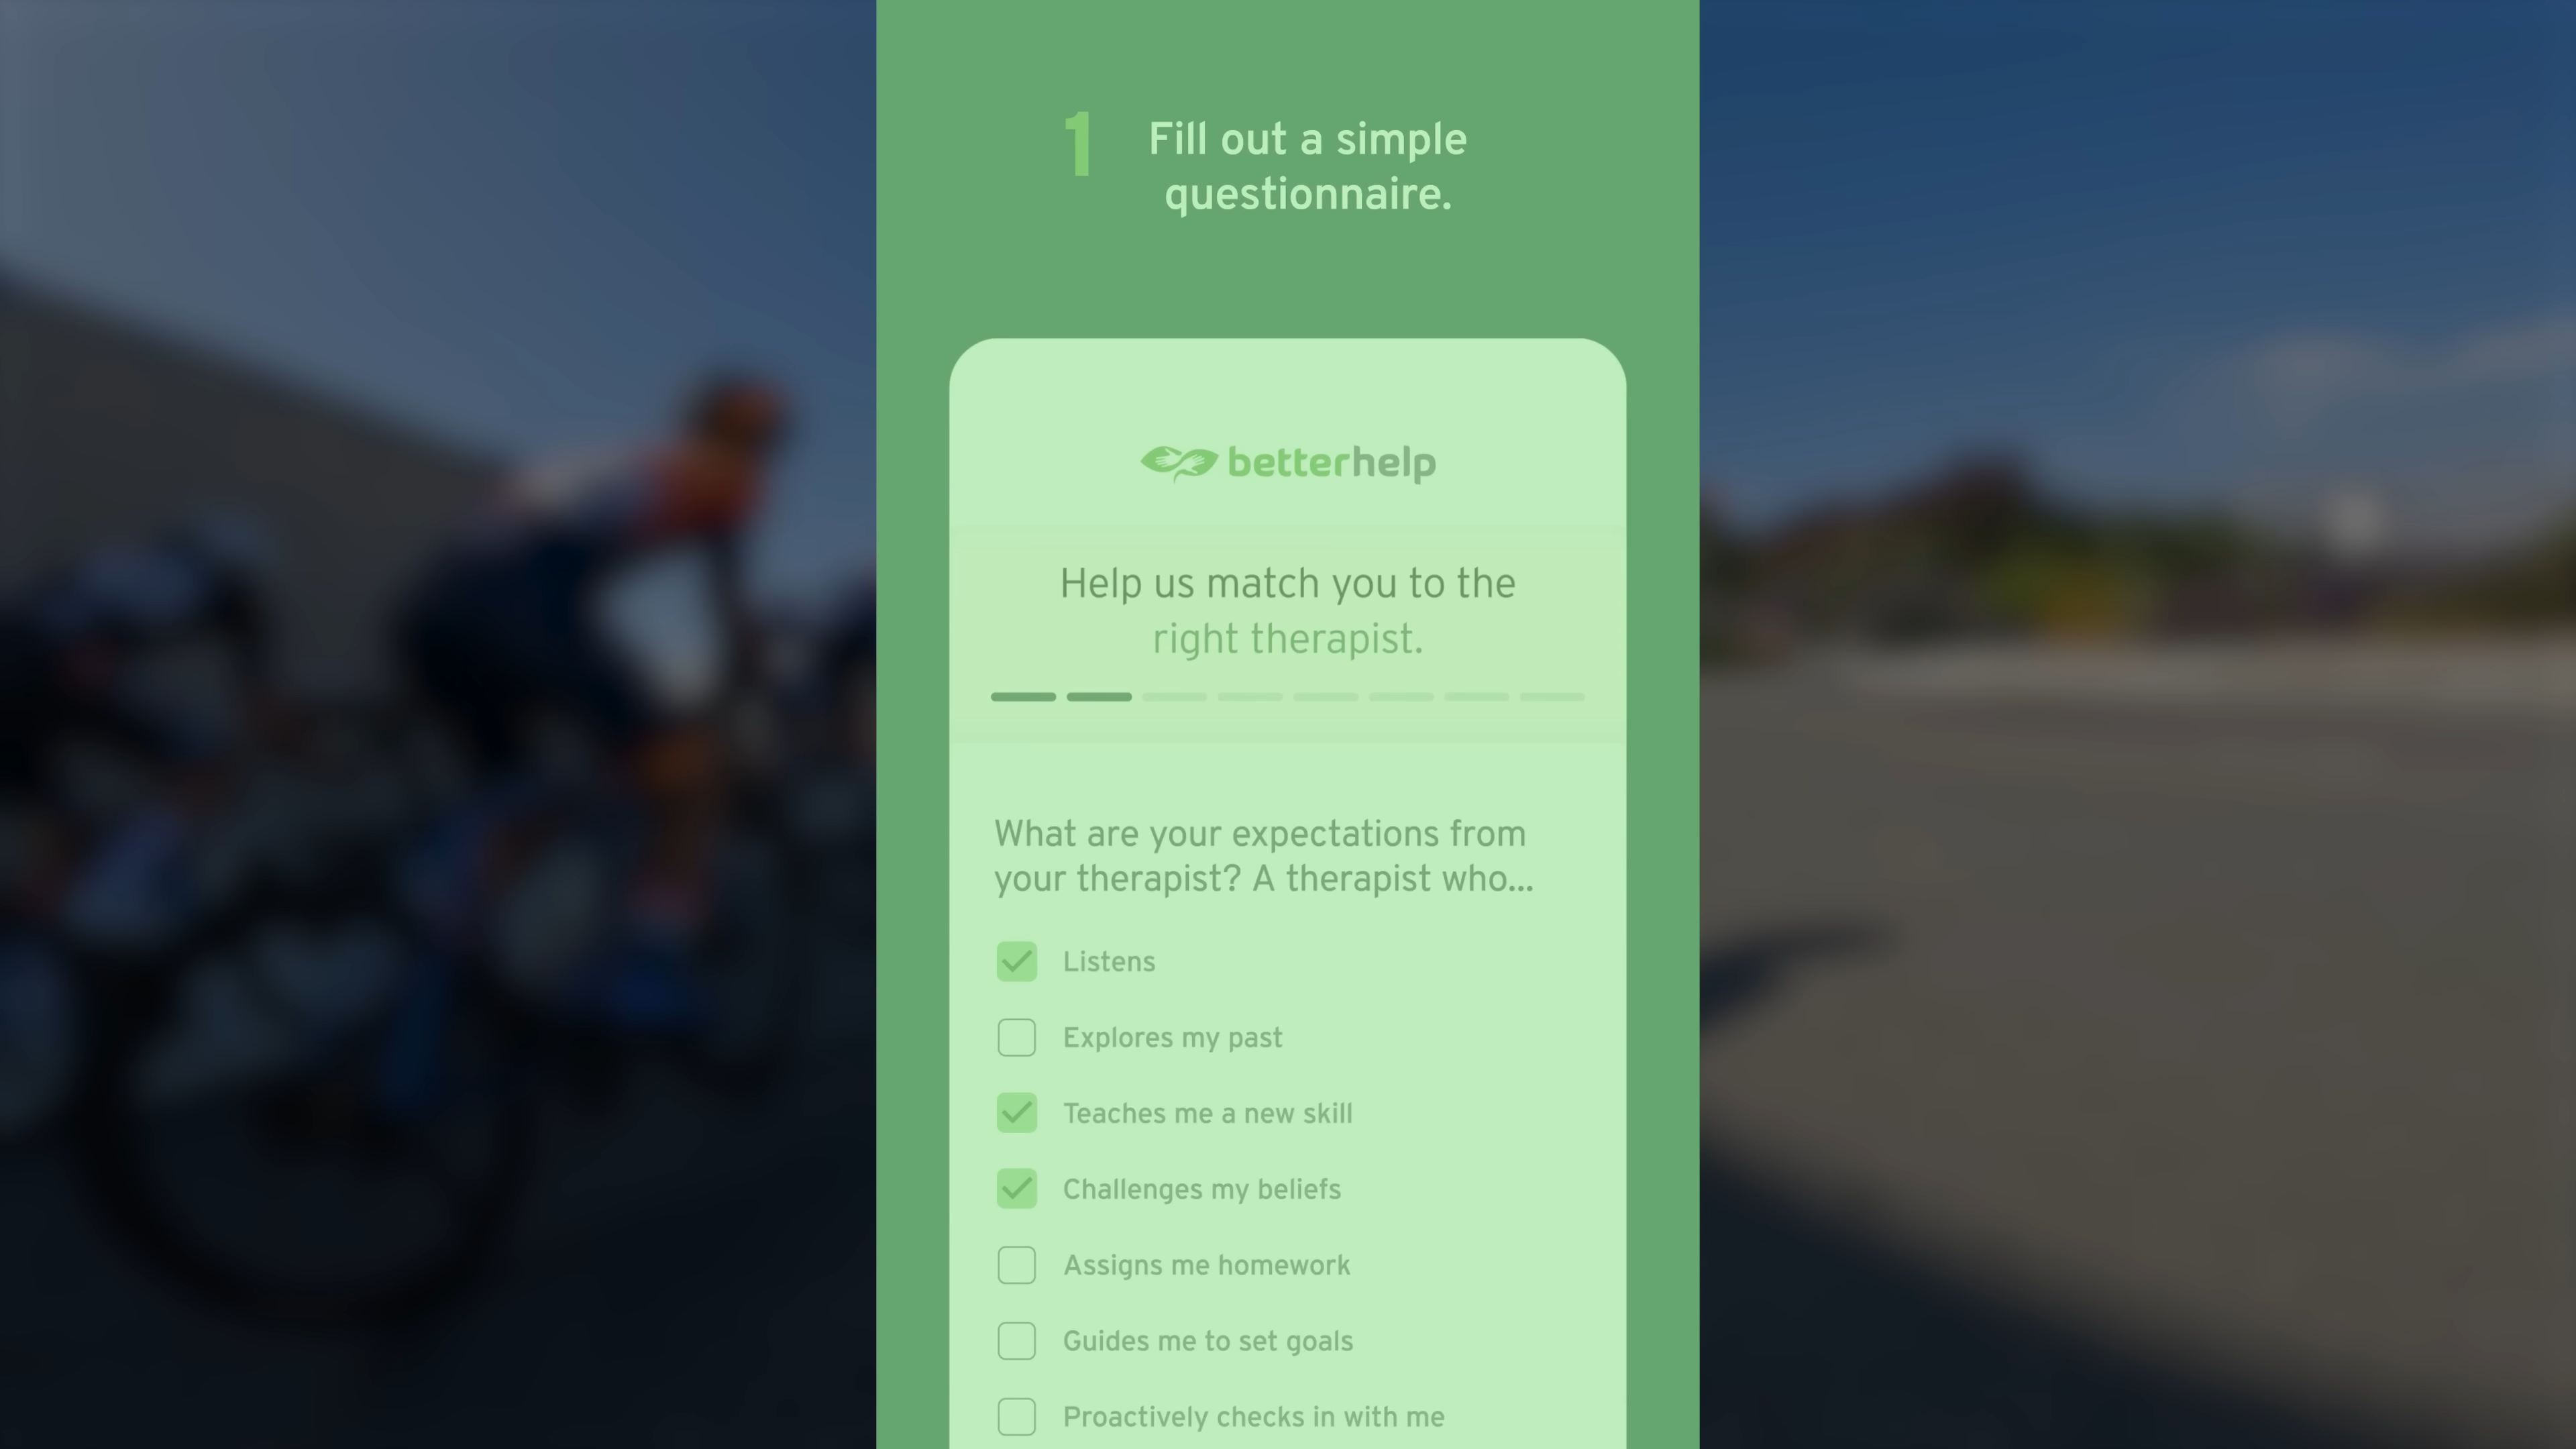 1
Fill out a simple
questionnaire.
betterhelp
Help us match you to the
right therapist.
What are your expectations from
your therapist? A therapist who...
Listens
Explores my past
Teaches me a new skill
Challenges my beliefs
Assigns me homework
Guides me to set goals
Proactively checks in with me